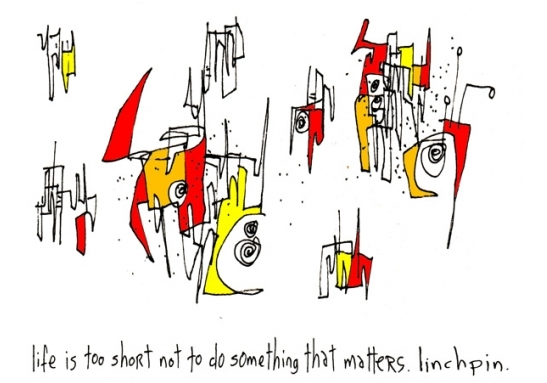 life is too short not to do something that matters. linchpin.